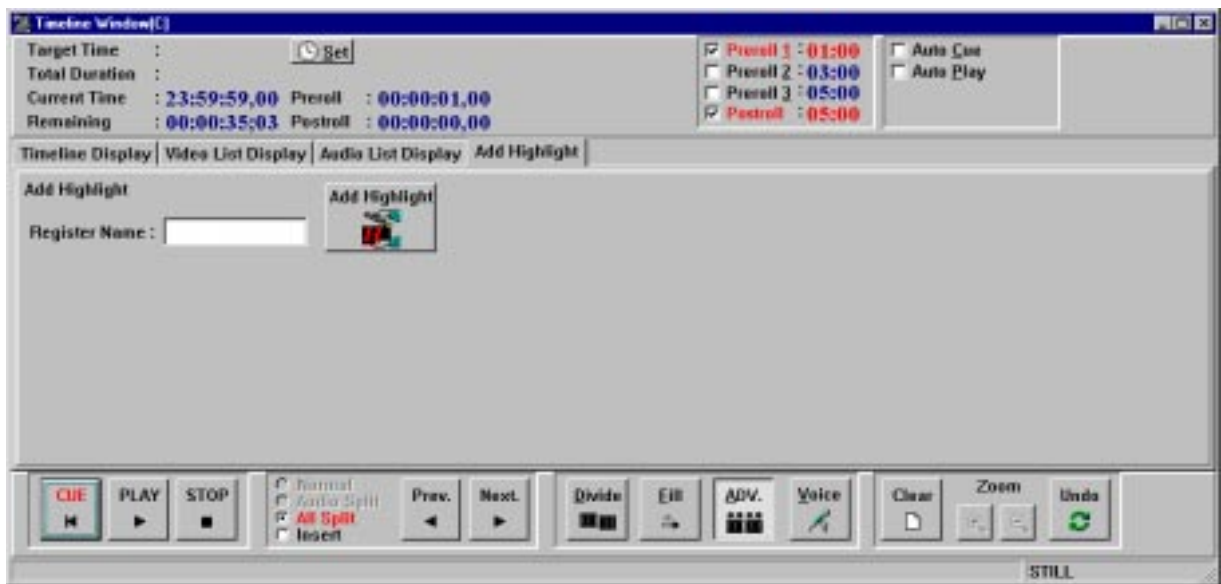 Timeline Window[C]
Target Time : Set
Total Duration :
Current Time : 23:59:59,00 Preroll : 00:00:01,00
Remaining : 00:00:35;03 Postroll : 00:00:00,00
Preroll 1 : 01:00
Preroll 2 : 03:00
Preroll 3 : 05:00
Postroll : 05:00
Auto Cue
Auto Play
Timeline Display Video List Display Audio List Display Add Highlight
Add Highlight
Register Name :
Add Highlight
CUE PLAY STOP
Normal
Audio Split
All Split
Insert
Prev. Next.
Divide Fill ADV. Voice
Clear Zoom Undo
STILL